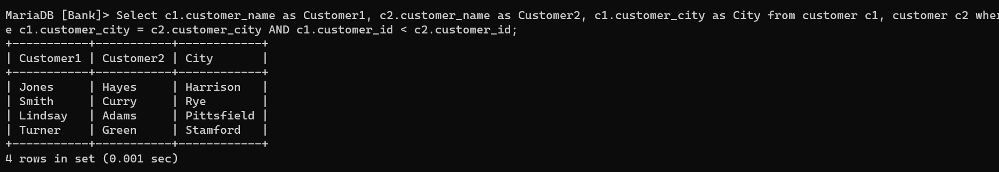 MariaDB [Bank]> Select c1.customer_name as Customer1, c2.customer_name as Customer2, c1.customer_city as City from customer c1, customer c2 wher
e c1.customer_city = c2.customer_city AND c1.customer_id < c2.customer_id;
+-----------+-----------+------------+
| Customer1 | Customer2 | City       |
+-----------+-----------+------------+
| Jones     | Hayes     | Harrison   |
| Smith     | Curry     | Rye        |
| Lindsay   | Adams     | Pittsfield |
| Turner    | Green     | Stamford   |
+-----------+-----------+------------+
4 rows in set (0.001 sec)